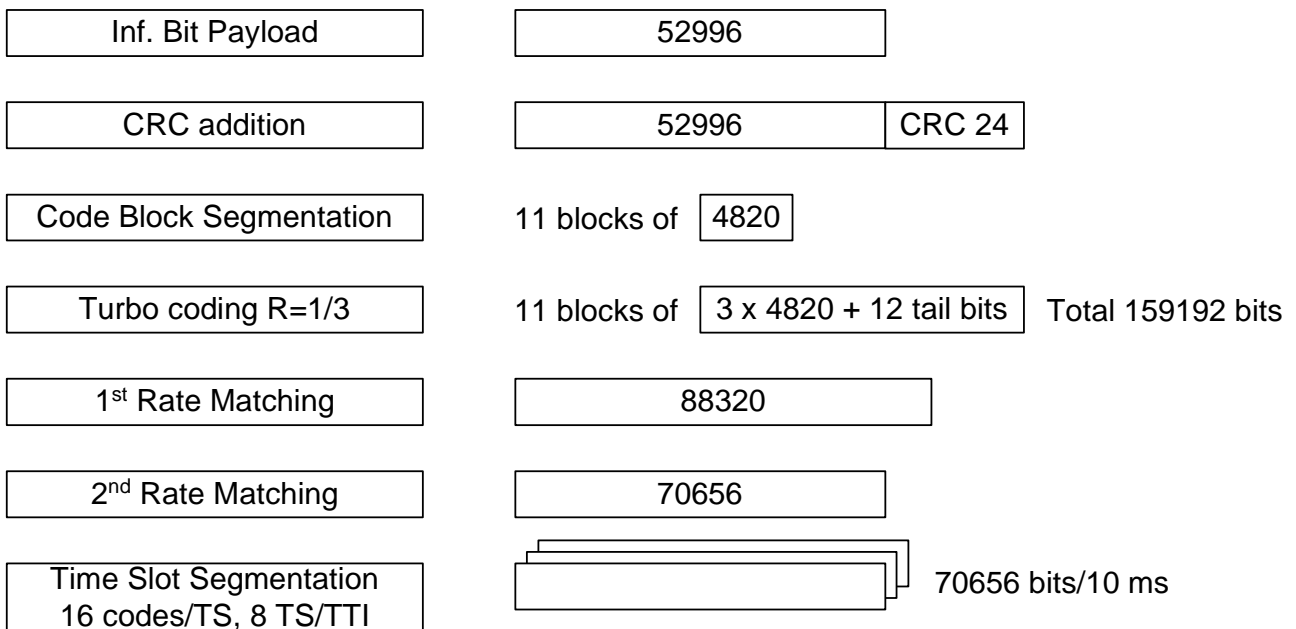 Inf. Bit Payload 52996
CRC addition 52996 CRC 24
Code Block Segmentation 11 blocks of 4820
Turbo coding R=1/3 11 blocks of 3 x 4820 + 12 tail bits Total 159192 bits
1st Rate Matching 88320
2nd Rate Matching 70656
Time Slot Segmentation
16 codes/TS, 8 TS/TTI
70656 bits/10 ms